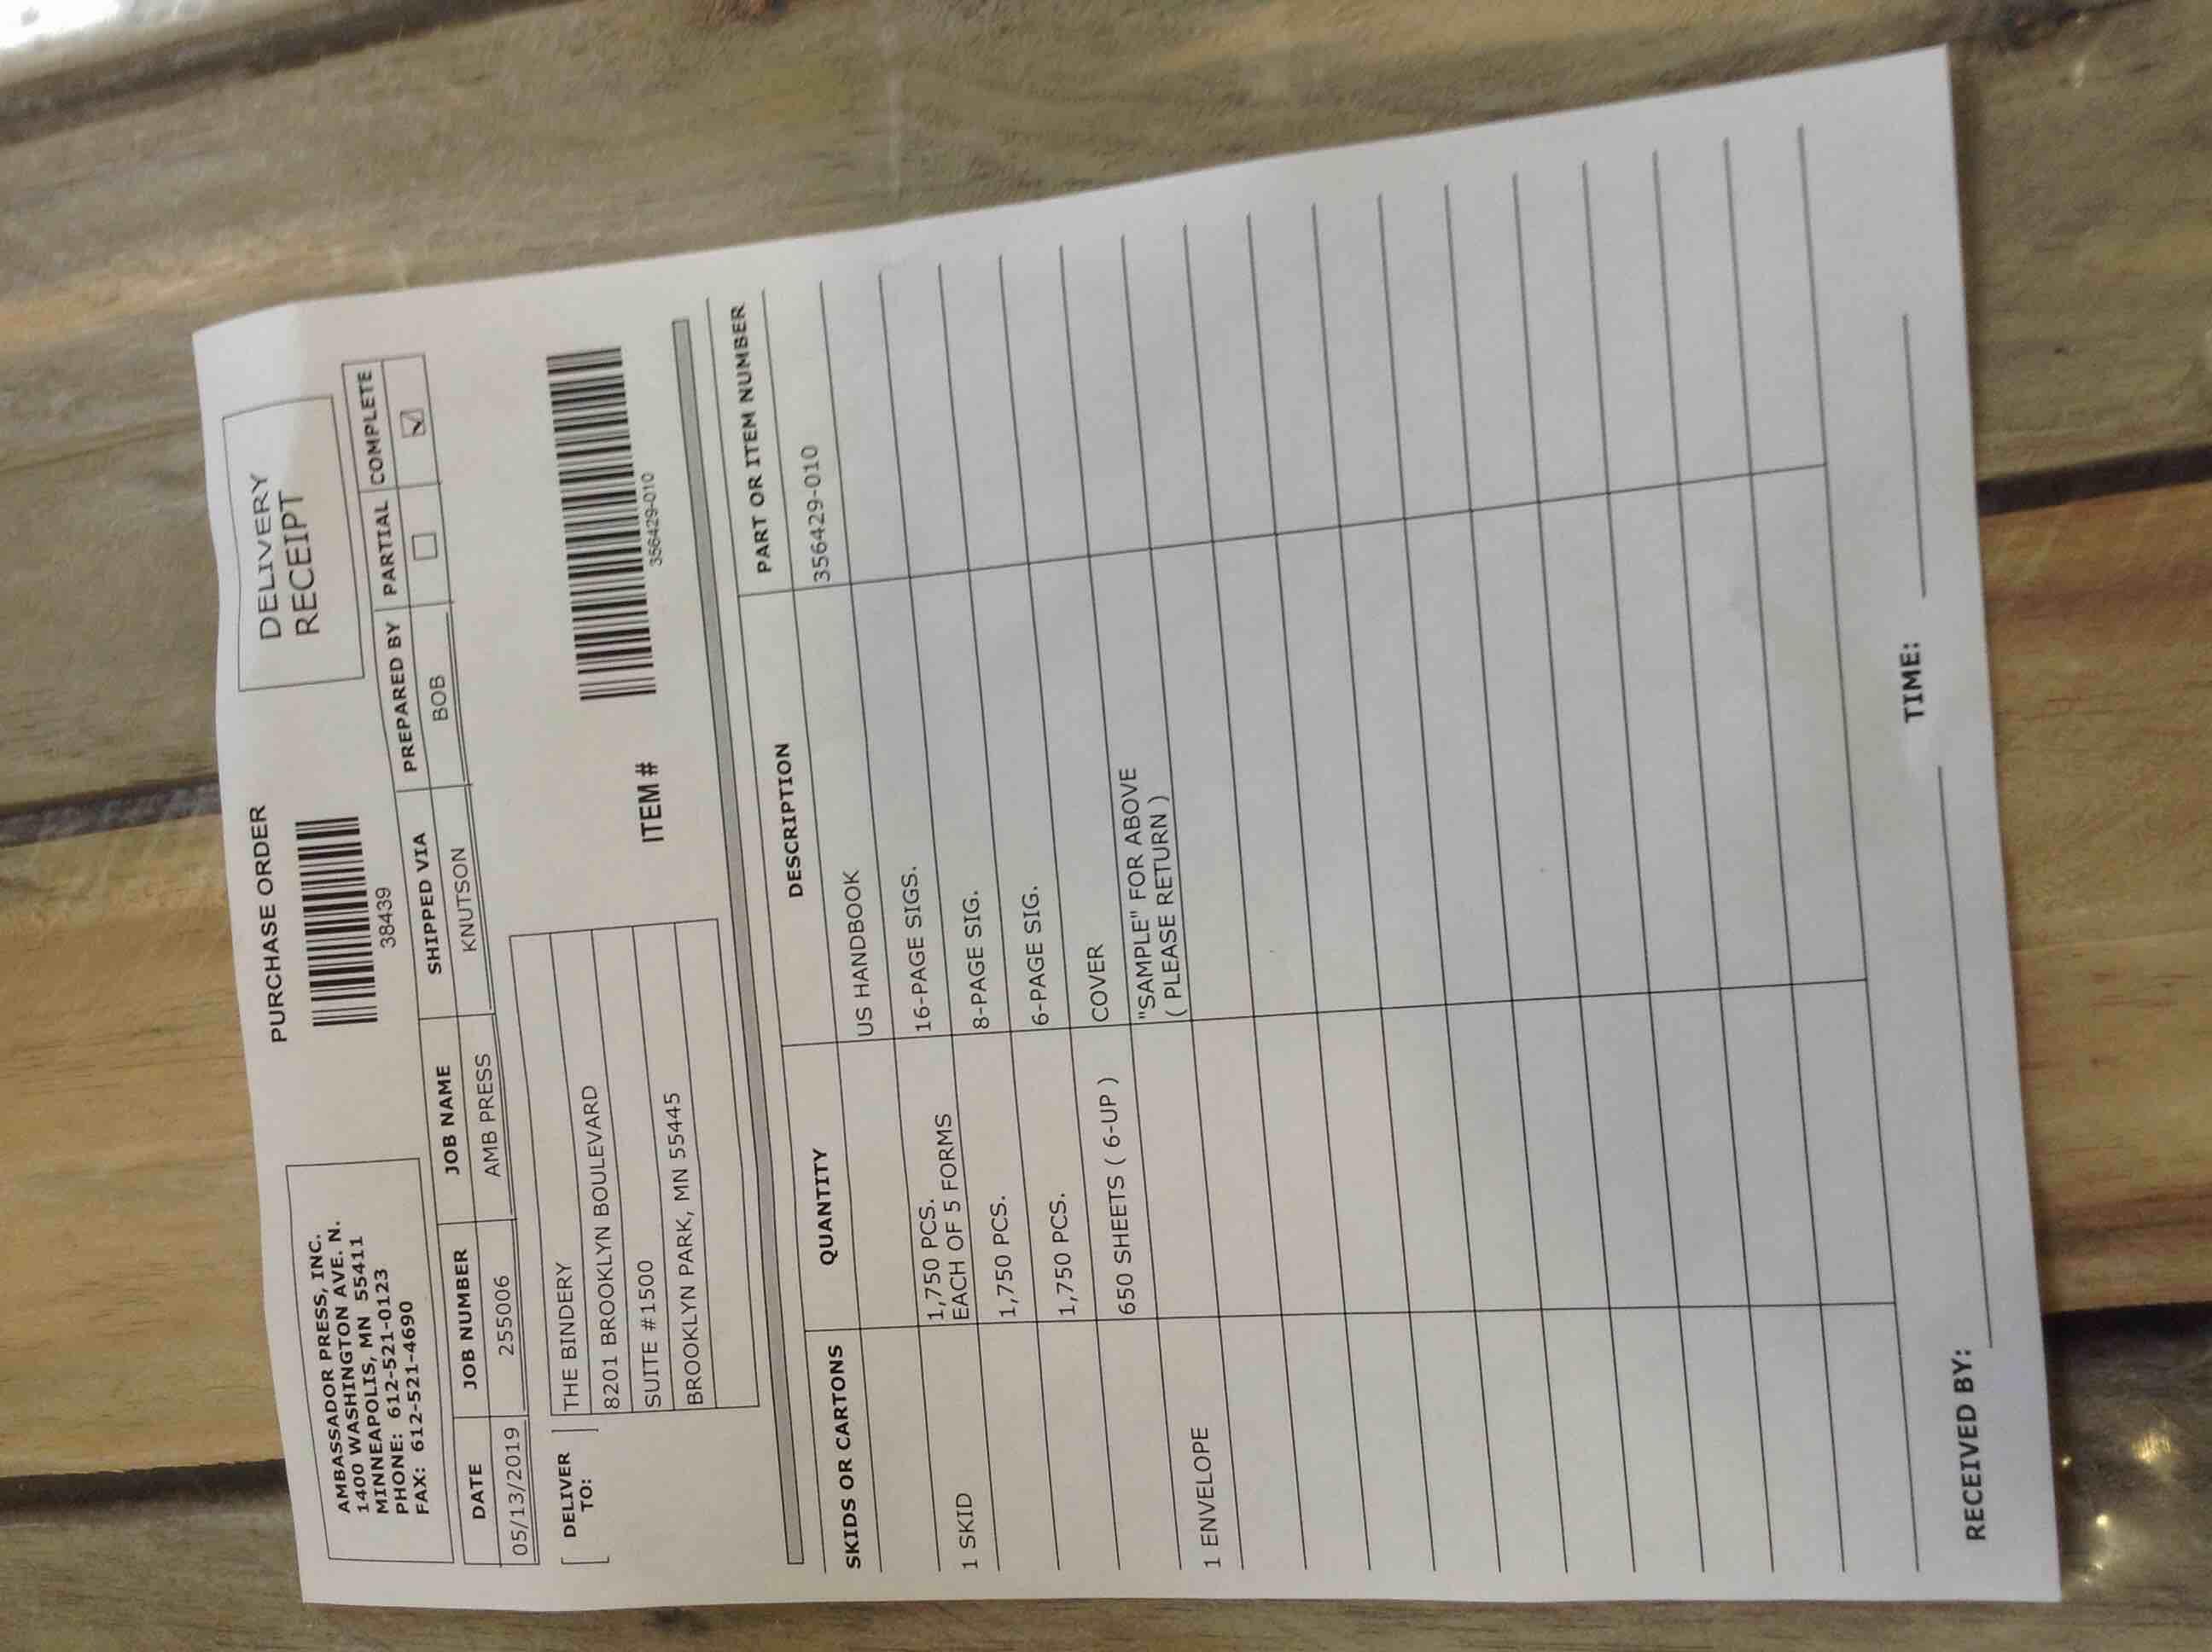 AMBASSADOR PRESS, INC.
1400 WASHINGTON AVE. N.
MINNEAPOLIS, MN 55411
PHONE: 612-521-0123
FAX: 612-521-4690
PURCHASE ORDER
38439
DELIVERY
RECEIPT
DATE JOB NUMBER JOB NAME SHIPPED VIA PREPARED BY PARTIAL COMPLETE
05/13/2019 255006 AMB PRESS KNUTSON BOB ☐ ☑
[ DELIVER TO: ]
THE BINDERY
8201 BROOKLYN BOULEVARD
SUITE #1500
BROOKLYN PARK, MN 55445
ITEM #
356429-010
SKIDS OR CARTONS QUANTITY DESCRIPTION PART OR ITEM NUMBER
US HANDBOOK 356429-010
1,750 PCS.
1 SKID EACH OF 5 FORMS 16-PAGE SIGS.
1,750 PCS. 8-PAGE SIG.
1,750 PCS. 6-PAGE SIG.
650 SHEETS ( 6-UP ) COVER
"SAMPLE" FOR ABOVE
1 ENVELOPE ( PLEASE RETURN )
RECEIVED BY: TIME: